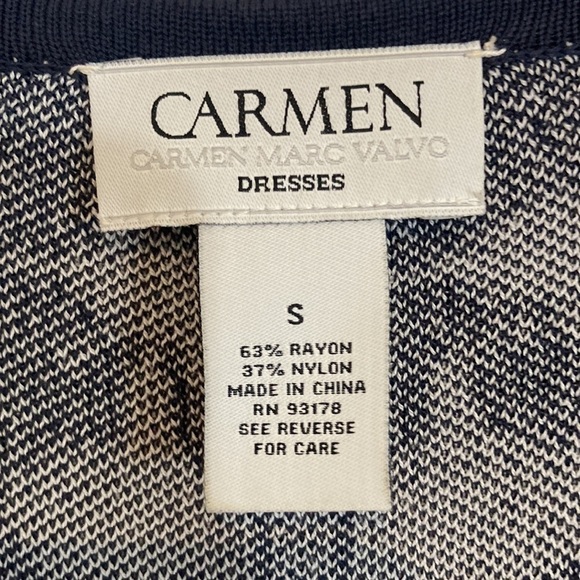 CARMEN
CARMEN MARC VALVO
DRESSES
S
63% RAYON
37% NYLON
MADE IN CHINA
RN 93178
SEE REVERSE
FOR CARE